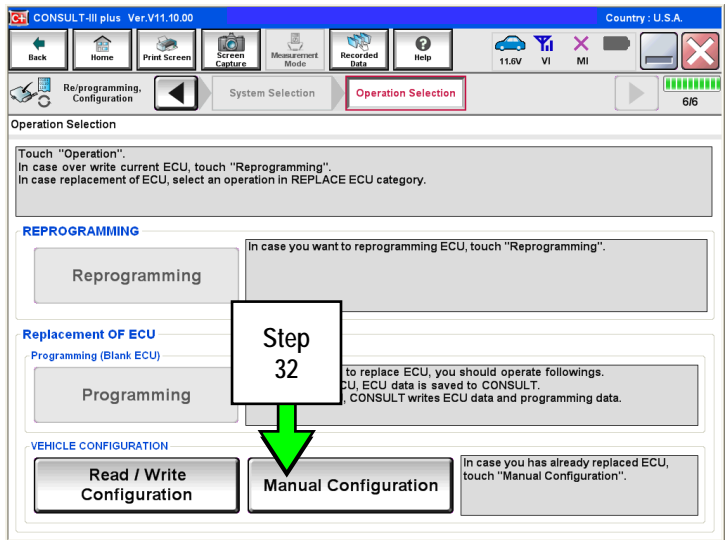 CONSULT-III plus Ver.V11.10.00
Country : U.S.A.
Back
Home
Print Screen
Screen Capture
Measurement Mode
Recorded Data
Help
11.6V
VI
MI
Re/programming, Configuration
System Selection
Operation Selection
6/6
Operation Selection
Touch "Operation".
In case over write current ECU, touch "Reprogramming".
In case replacement of ECU, select an operation in REPLACE ECU category.
REPROGRAMMING
Reprogramming
In case you want to reprogramming ECU, touch "Reprogramming".
Replacement OF ECU
Programming (Blank ECU)
Programming
to replace ECU, you should operate followings.
CU, ECU data is saved to CONSULT.
, CONSULT writes ECU data and programming data.
Step
32
VEHICLE CONFIGURATION
Read / Write
Configuration
Manual Configuration
In case you has already replaced ECU,
touch "Manual Configuration".